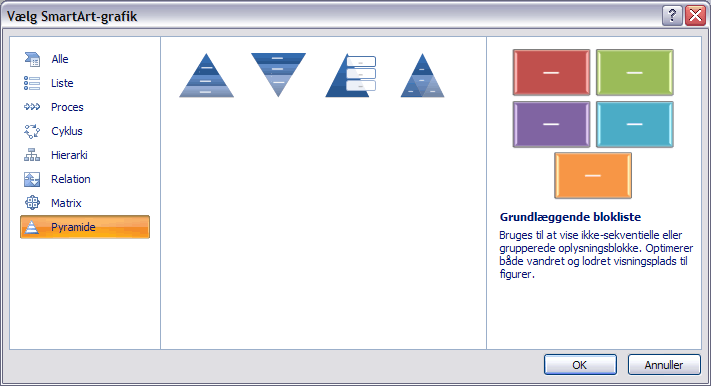 Vælg SmartArt-grafik
Alle
Liste
Proces
Cyklus
Hierarki
Relation
Matrix
Pyramide
Grundlæggende blokliste
Bruges til at vise ikke-sekventielle eller
grupperede oplysningsblokke. Optimerer
både vandret og lodret visningsplads til
figurer.
OK
Annuller